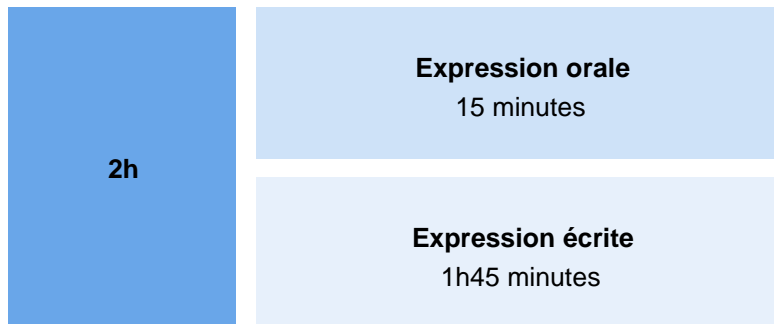 2h
Expression orale
15 minutes
Expression écrite
1h45 minutes